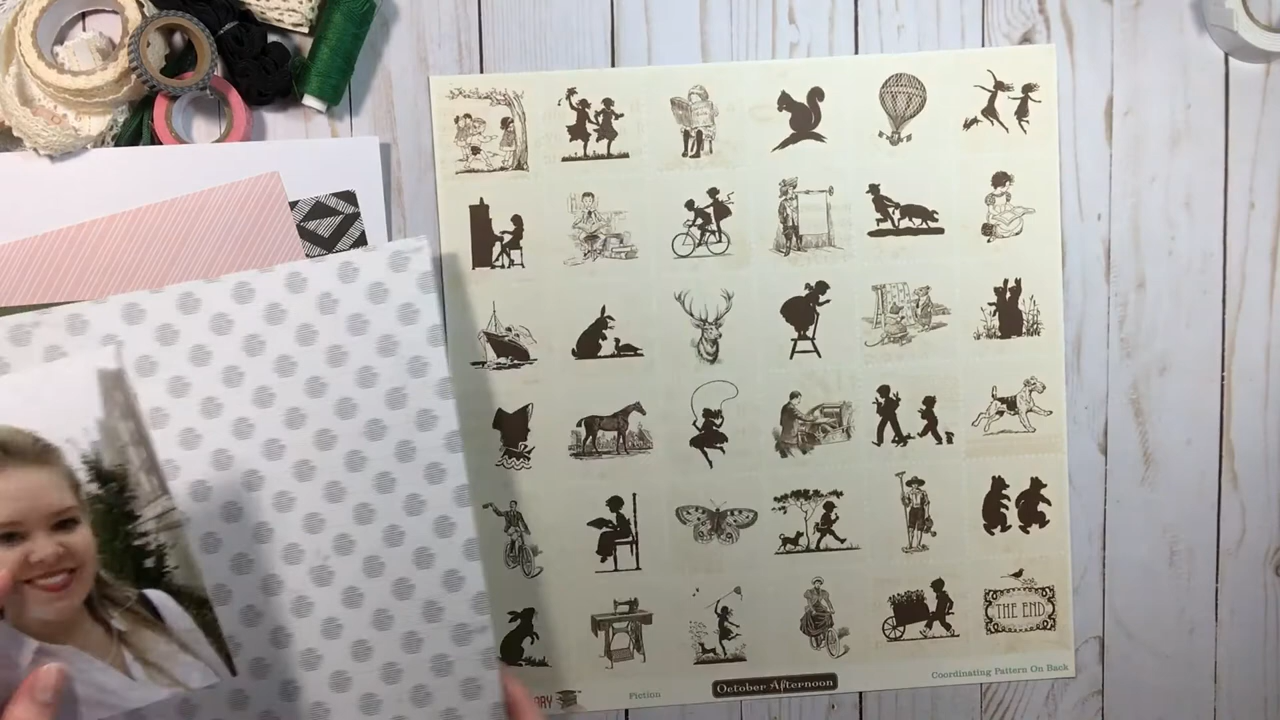 THE END
Coordinating Pattern On Back
October Afternoon
Fiction